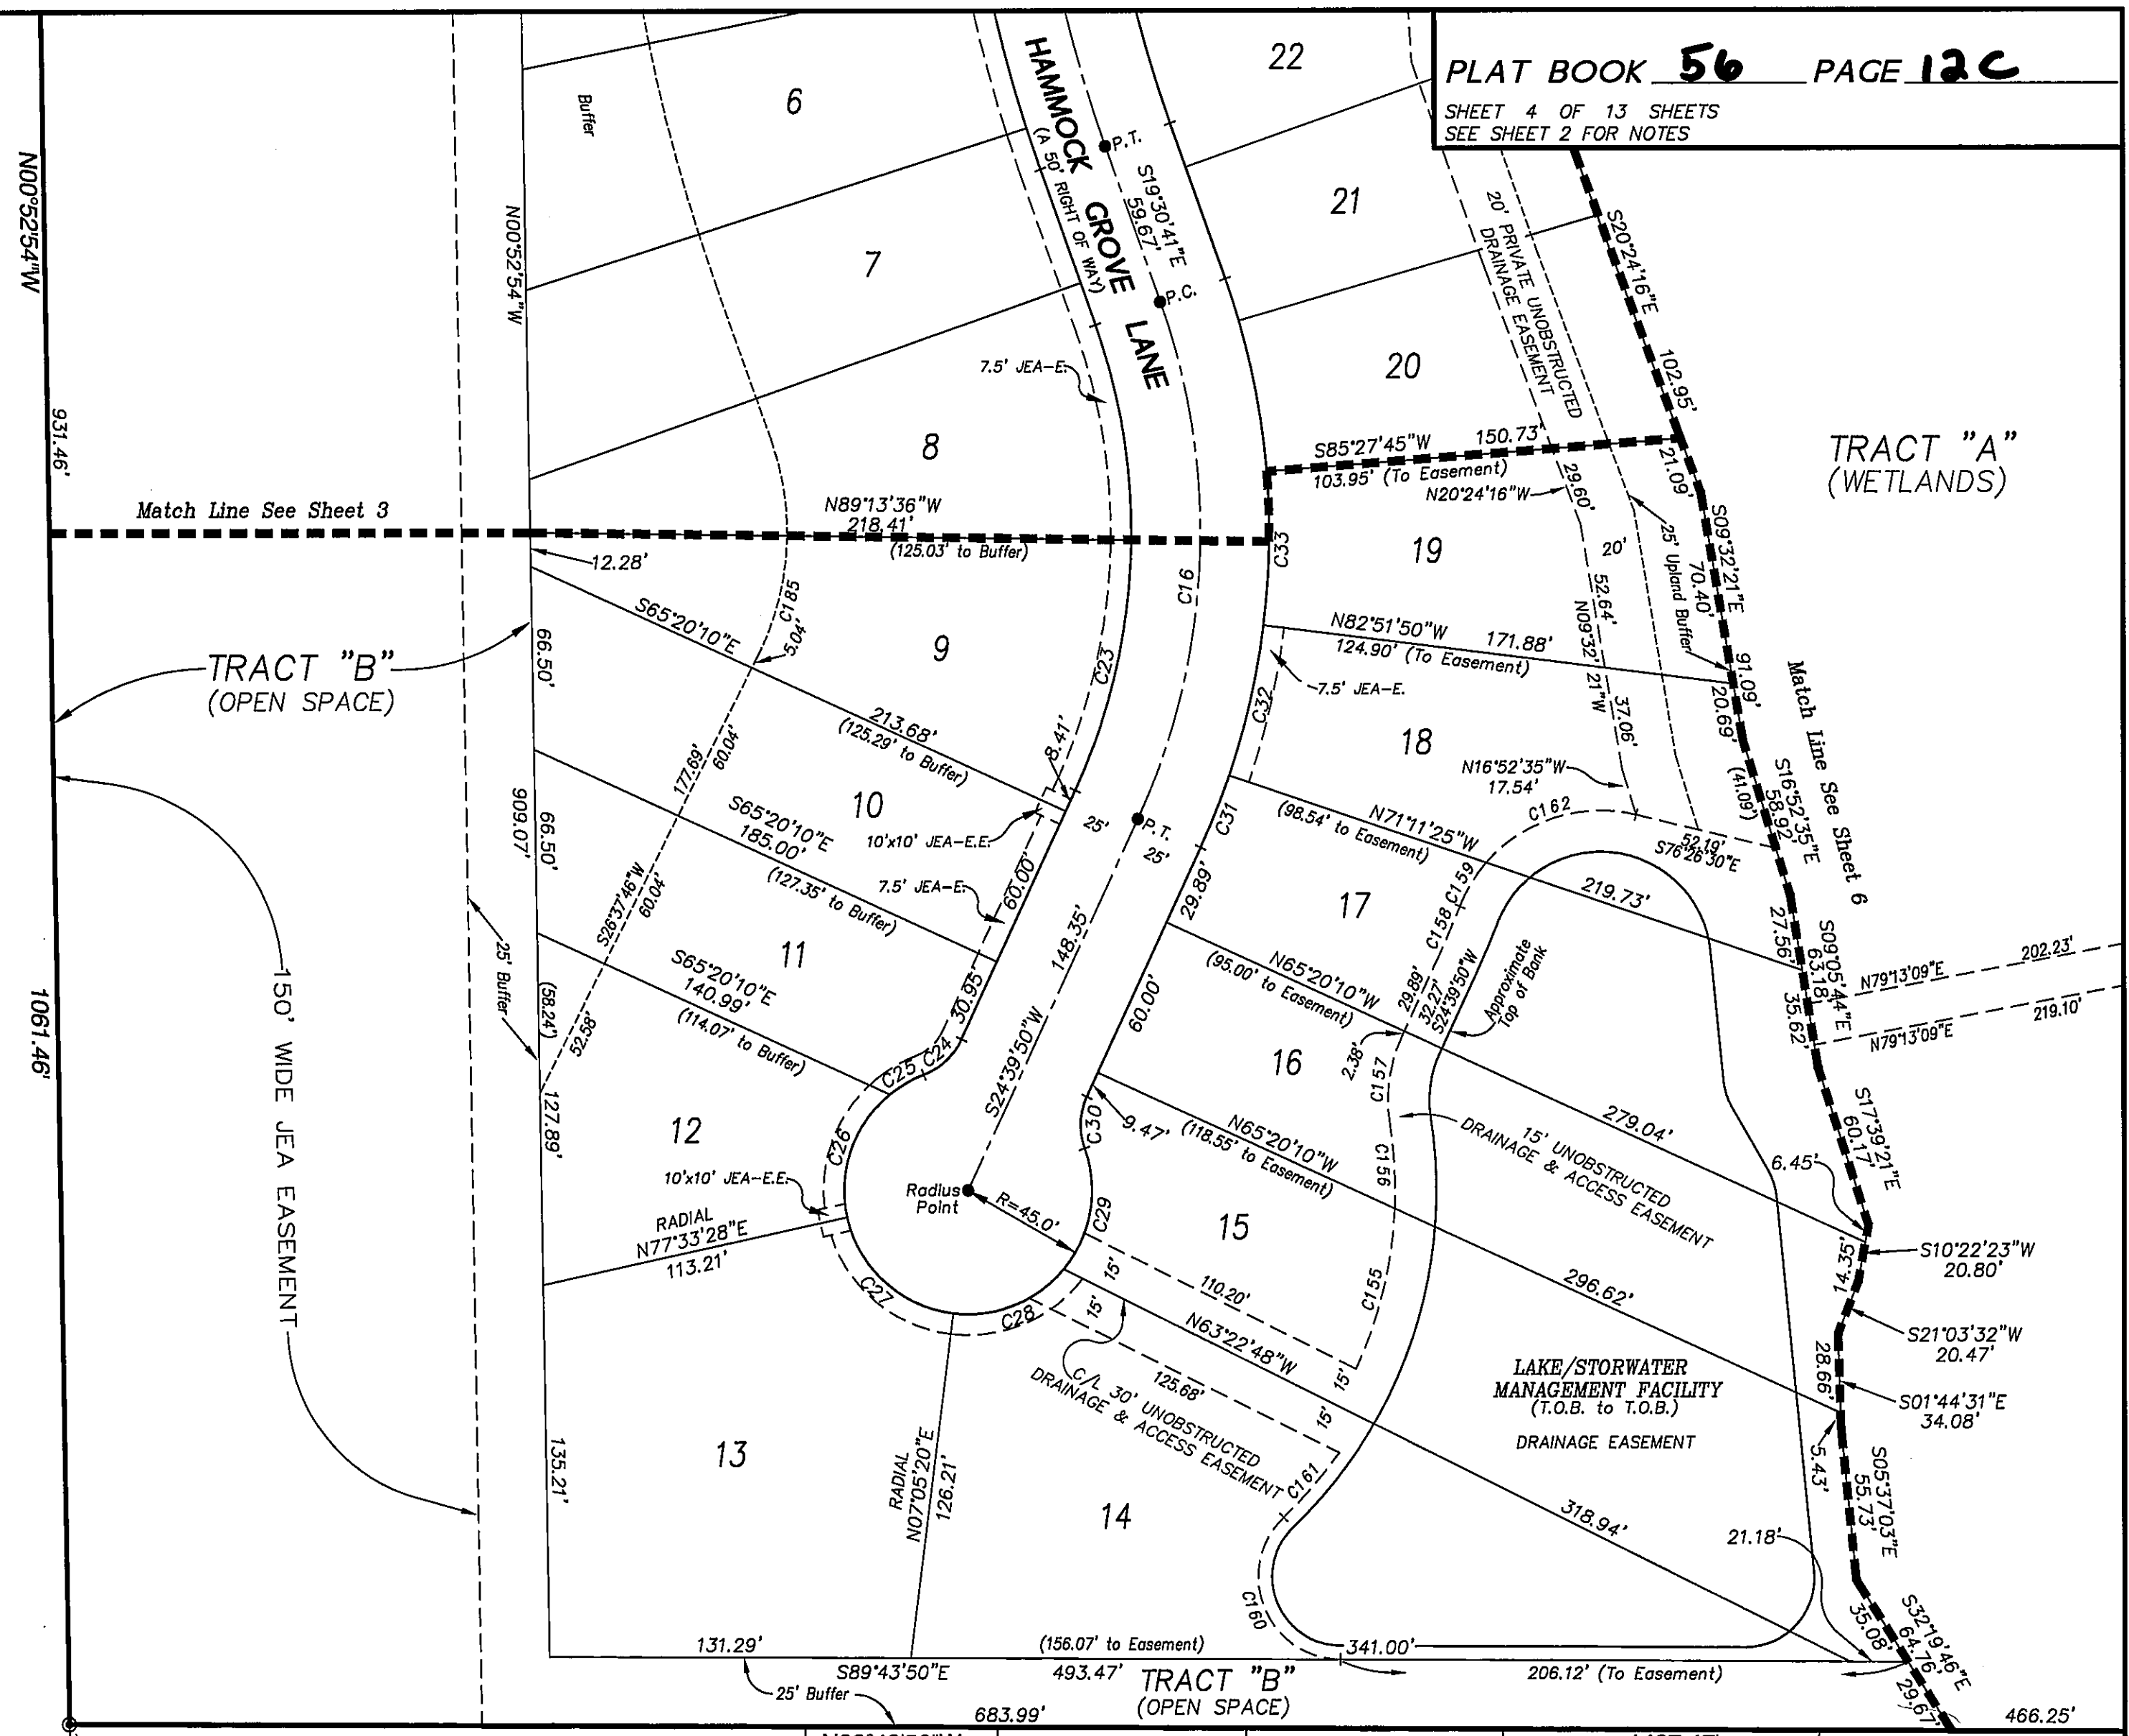 PLAT BOOK 56 PAGE 12C
SHEET 4 OF 13 SHEETS
SEE SHEET 2 FOR NOTES
HAMMOCK GROVE LANE
(A 50' RIGHT OF WAY)
Buffer
6
22
P.T.
S19°30'41"E
59.67'
P.C.
21
20' PRIVATE UNOBSTRUCTED
DRAINAGE EASEMENT
S20°24'16"E
102.95'
N00°52'54"W
931.46'
N00°52'54"W
7
7.5' JEA-E.
20
8
S85°27'45"W 150.73'
103.95' (To Easement)
N20°24'16"W
29.60'
21.09'
TRACT "A"
(WETLANDS)
Match Line See Sheet 3
N89°13'36"W
218.41'
(125.03' to Buffer)
12.28'
C33
C16
19
20'
25' Upland Buffer
S09°32'21"E
70.40'
91.09'
52.64'
N09°32'21"W
37.06'
C185
5.04'
S65°20'10"E
213.68'
(125.29' to Buffer)
9
C23
66.50'
TRACT "B"
(OPEN SPACE)
N82°51'50"W 171.88'
124.90' (To Easement)
7.5' JEA-E.
C32
18
20.69'
Match Line See Sheet 6
(41.09')
S16°52'35"E
58.92'
N16°52'35"W
17.54'
C162
52.19'
S76°26'30"E
8.41'
177.69'
60.04'
10
10'x10' JEA-E.E.
25'
P.T.
25'
C31
N71°11'25"W
(98.54' to Easement)
219.73'
S65°20'10"E
185.00'
(127.35' to Buffer)
7.5' JEA-E.
60.00'
29.89'
17
C159
C158
29.89'
32.27'
S24°39'50"W
Approximate
Top of Bank
27.56'
S09°05'44"E
63.18'
35.62'
N79°13'09"E
202.23'
N79°13'09"E
219.10'
909.07'
66.50'
S26°37'46"W
60.04'
11
25' Buffer
148.35'
S24°39'50"W
N65°20'10"W
(95.00' to Easement)
279.04'
60.00'
S65°20'10"E
140.99'
(114.07' to Buffer)
(58.24')
52.58'
30.95'
C24
C25
1061.46'
150' WIDE JEA EASEMENT
127.89'
12
C26
10'x10' JEA-E.E.
Radius
Point
R=45.0'
C30
9.47'
16
2.38'
C157
N65°20'10"W
(118.55' to Easement)
296.62'
15' UNOBSTRUCTED
DRAINAGE & ACCESS EASEMENT
S17°39'21"E
60.17'
6.45'
C156
RADIAL
N77°33'28"E
113.21'
C27
C28
C29
15
15'
15'
110.20'
C155
14.35'
S10°22'23"W
20.80'
S21°03'32"W
20.47'
28.66'
S01°44'31"E
34.08'
N63°22'48"W
318.94'
C/L 30' UNOBSTRUCTED
DRAINAGE & ACCESS EASEMENT
125.68'
15'
15'
LAKE/STORWATER
MANAGEMENT FACILITY
(T.O.B. to T.O.B.)
DRAINAGE EASEMENT
5.43'
S05°37'03"E
55.73'
135.21'
13
RADIAL
N07°05'20"E
126.21'
14
C161
C160
21.18'
35.08'
S32°19'46"E
64.76'
29.67'
131.29'
(156.07' to Easement)
341.00'
S89°43'50"E
493.47'
206.12' (To Easement)
25' Buffer
TRACT "B"
(OPEN SPACE)
683.99'
466.25'